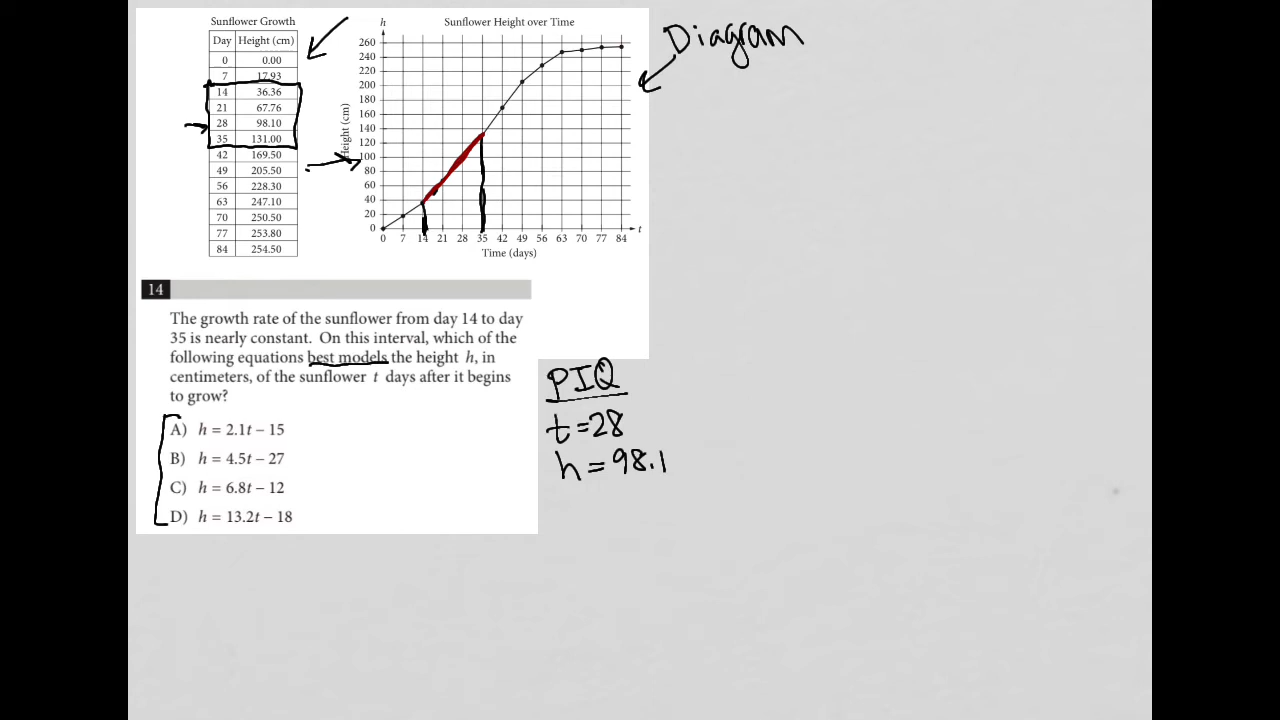 Sunflower Growth
Day Height (cm)
0 0.00
7 17.93
14 36.36
21 67.76
28 98.10
35 131.00
42 169.50
49 205.50
56 228.30
63 247.10
70 250.50
77 253.80
84 254.50
Sunflower Height over Time
h
260
240
220
200
180
160
140
120
100
80
60
40
20
0
Height (cm)
0 7 14 21 28 35 42 49 56 63 70 77 84 t
Time (days)
Diagram
14
The growth rate of the sunflower from day 14 to day
35 is nearly constant. On this interval, which of the
following equations best models the height h, in
centimeters, of the sunflower t days after it begins
to grow?
A) h = 2.1t − 15
B) h = 4.5t − 27
C) h = 6.8t − 12
D) h = 13.2t − 18
PIQ
t=28
h=98.1